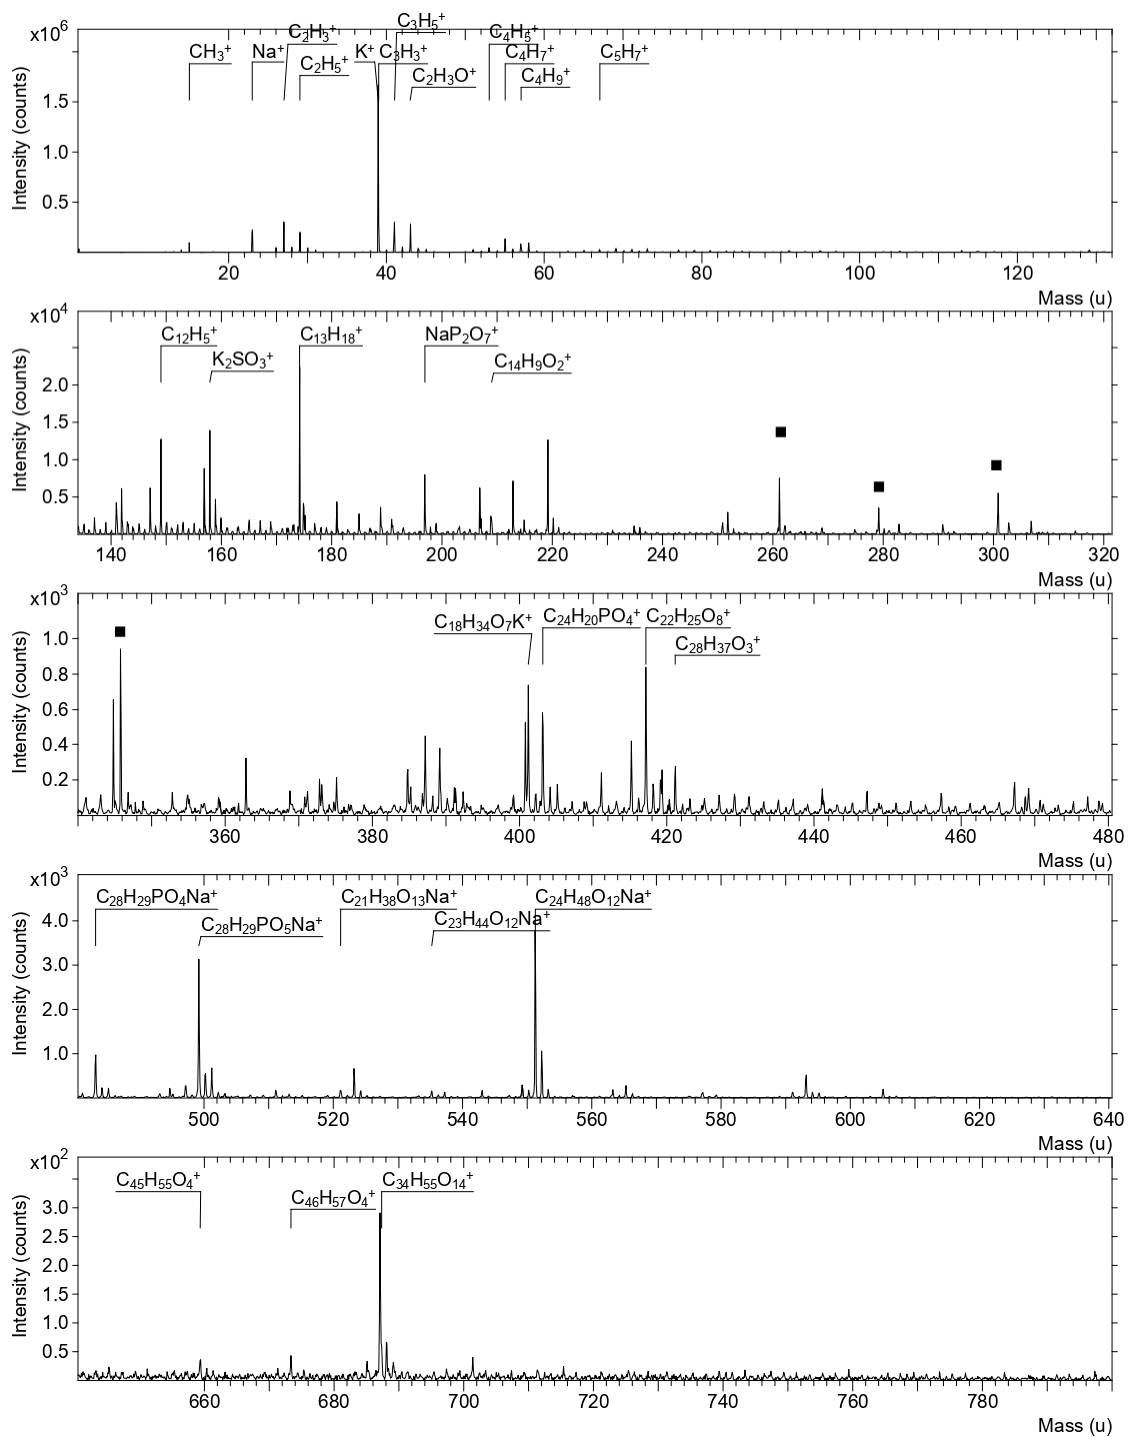 x10⁶
C₃H₅⁺
C₂H₃⁺ C₄H₅⁺
CH₃⁺ Na⁺ K⁺ C₃H₃⁺ C₄H₇⁺ C₅H₇⁺
C₂H₅⁺ C₂H₃O⁺ C₄H₉⁺
Intensity (counts)
1.5
1.0
0.5
20 40 60 80 100 120
Mass (u)
x10⁴
C₁₂H₅⁺ C₁₃H₁₈⁺ NaP₂O₇⁺
K₂SO₃⁺ C₁₄H₉O₂⁺
Intensity (counts)
2.0
1.5
1.0
0.5
140 160 180 200 220 240 260 280 300 320
Mass (u)
x10³
C₁₈H₃₄O₇K⁺ C₂₄H₂₀PO₄⁺ C₂₂H₂₅O₈⁺
C₂₈H₃₇O₃⁺
Intensity (counts)
1.0
0.8
0.6
0.4
0.2
360 380 400 420 440 460 480
Mass (u)
x10³
C₂₈H₂₉PO₄Na⁺ C₂₁H₃₈O₁₃Na⁺ C₂₄H₄₈O₁₂Na⁺
C₂₈H₂₉PO₅Na⁺ C₂₃H₄₄O₁₂Na⁺
Intensity (counts)
4.0
3.0
2.0
1.0
500 520 540 560 580 600 620 640
Mass (u)
x10²
C₄₅H₅₅O₄⁺ C₃₄H₅₅O₁₄⁺
C₄₆H₅₇O₄⁺
Intensity (counts)
3.0
2.5
2.0
1.5
1.0
0.5
660 680 700 720 740 760 780
Mass (u)